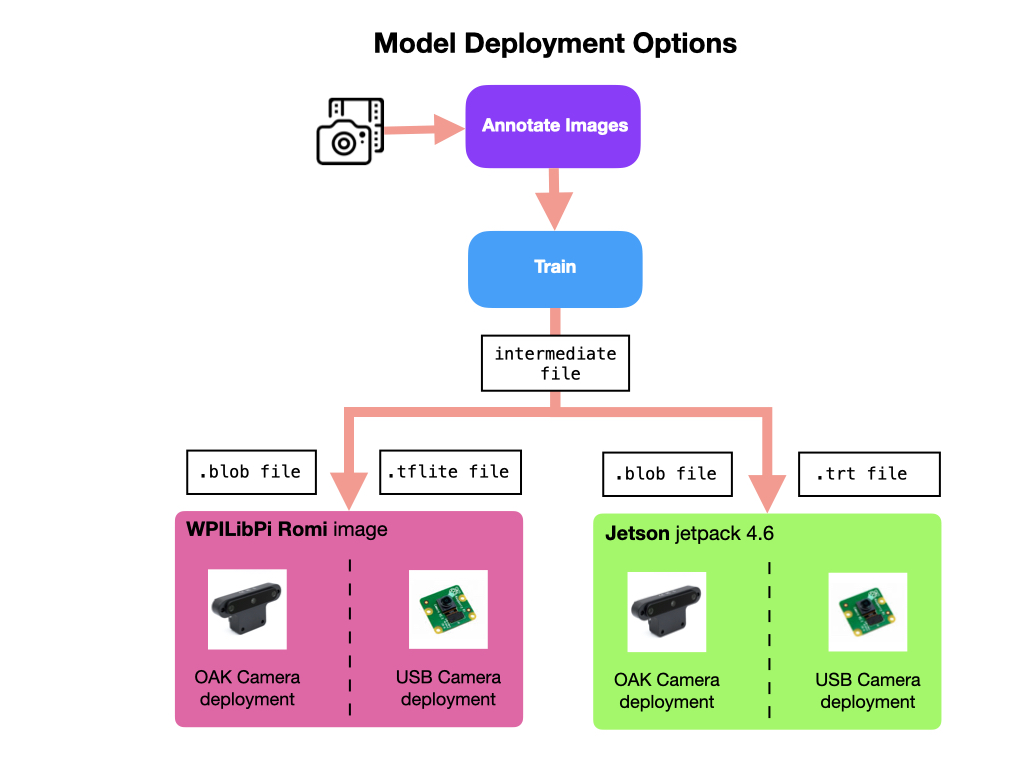 Model Deployment Options
Annotate Images
Train
intermediate
file
.blob file
.tflite file
.blob file
.trt file
WPILibPi Romi image
OAK Camera
deployment
USB Camera
deployment
Jetson jetpack 4.6
OAK Camera
deployment
USB Camera
deployment